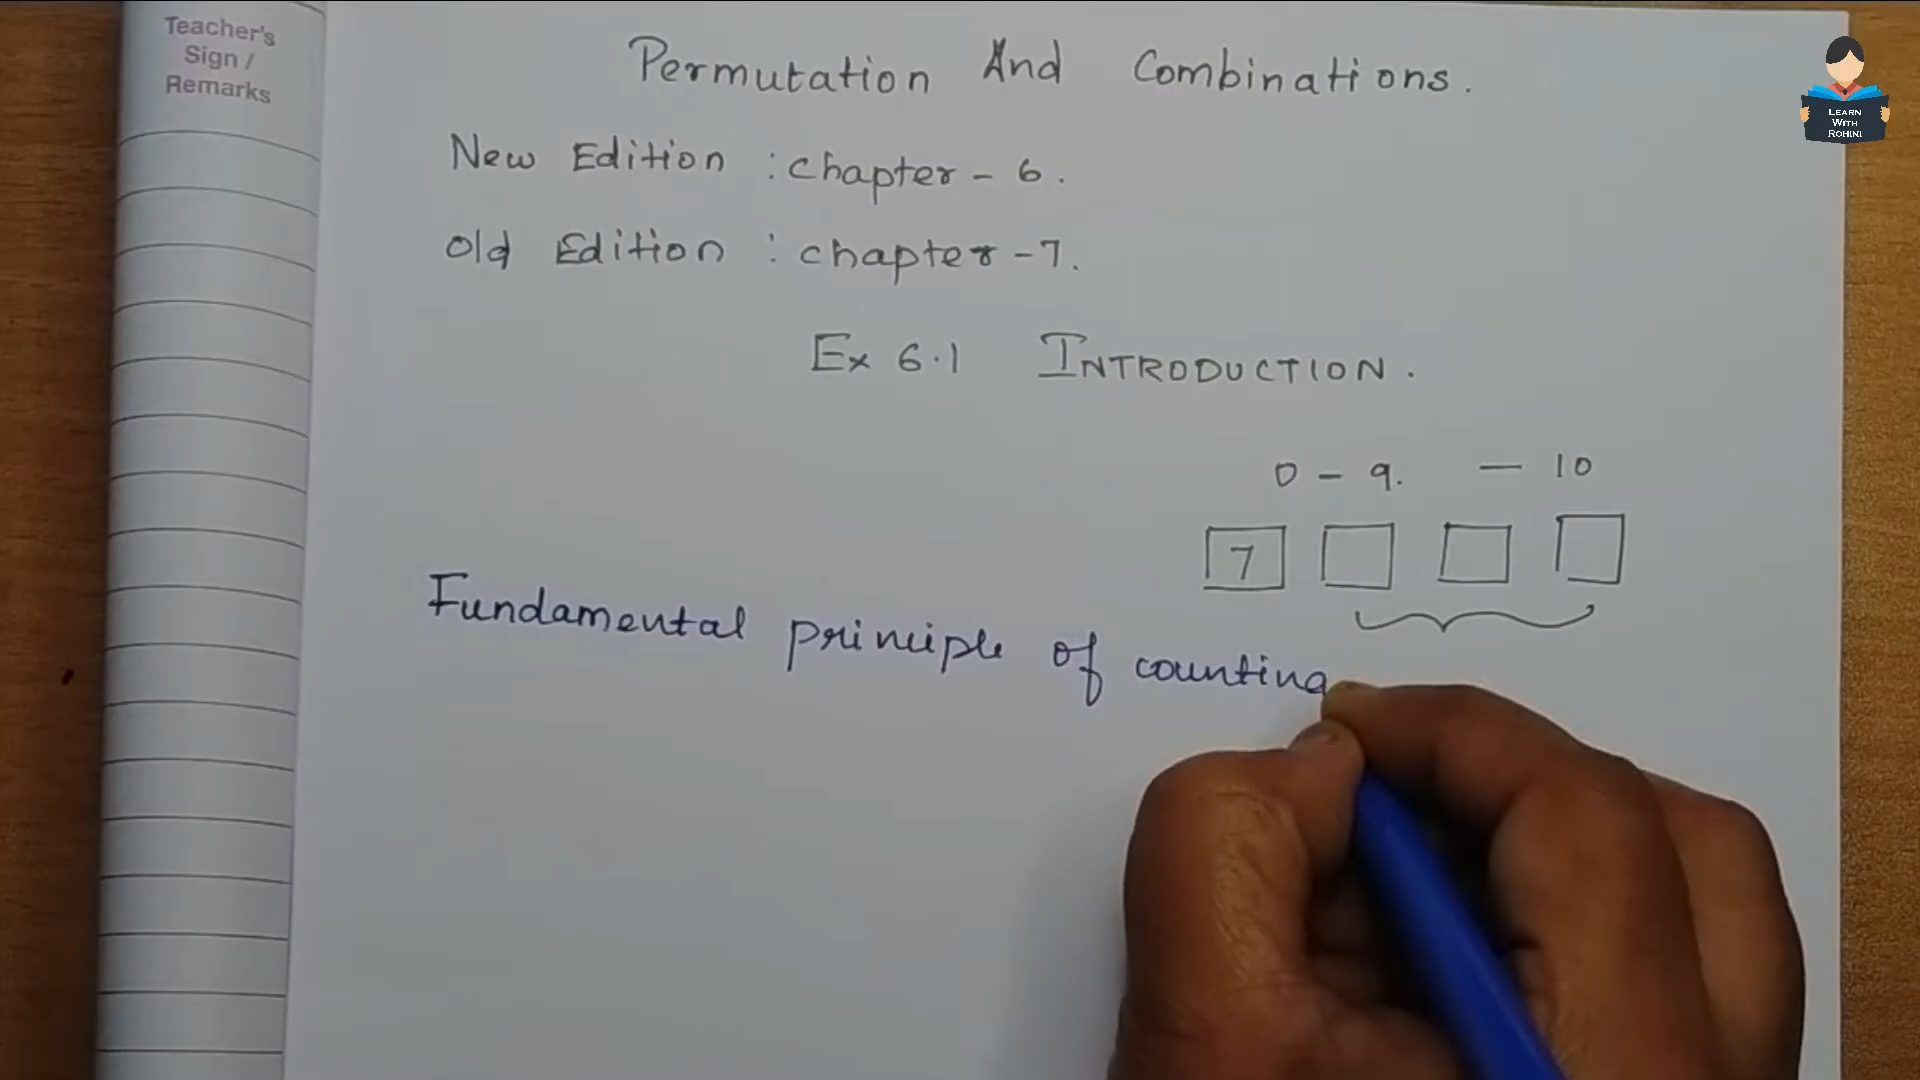 Teacher's
Sign /
Remarks
Permutation And Combinations.
LEARN
WITH
ROHINI
New Edition : chapter - 6.
Old Edition : chapter - 7.
Ex 6.1 INTRODUCTION.
0 - 9. — 10
7
Fundamental principle of counting